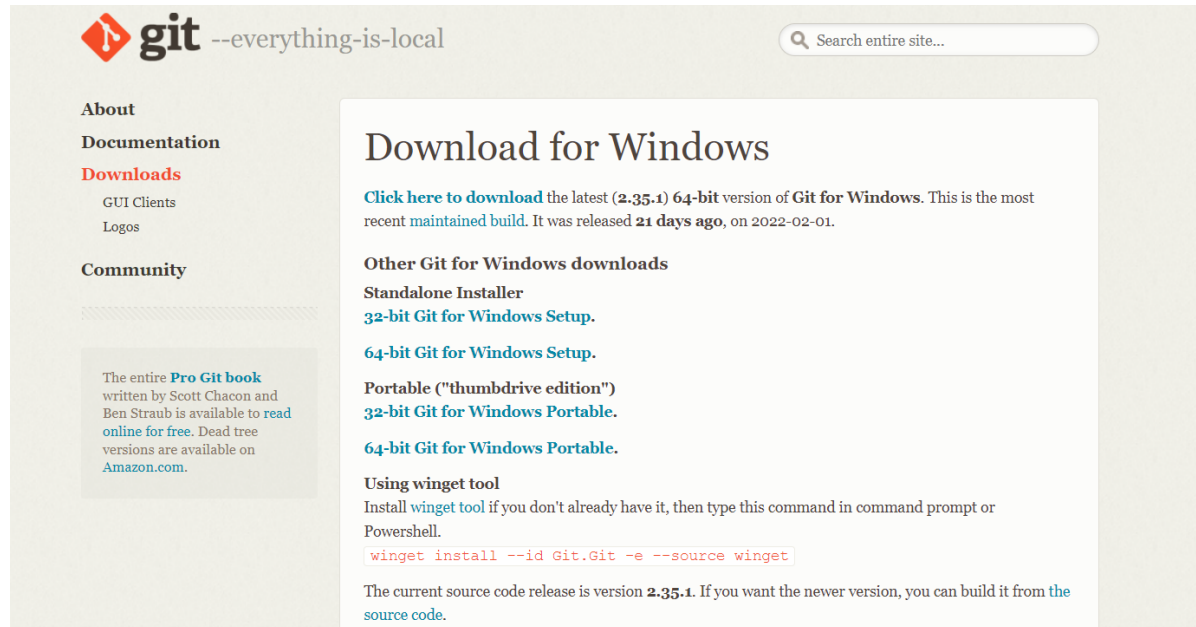 git --everything-is-local
Search entire site...
About
Documentation
Downloads
GUI Clients
Logos
Community
The entire Pro Git book
written by Scott Chacon and
Ben Straub is available to read
online for free. Dead tree
versions are available on
Amazon.com.
Download for Windows
Click here to download the latest (2.35.1) 64-bit version of Git for Windows. This is the most
recent maintained build. It was released 21 days ago, on 2022-02-01.
Other Git for Windows downloads
Standalone Installer
32-bit Git for Windows Setup.
64-bit Git for Windows Setup.
Portable ("thumbdrive edition")
32-bit Git for Windows Portable.
64-bit Git for Windows Portable.
Using winget tool
Install winget tool if you don't already have it, then type this command in command prompt or
Powershell.
winget install --id Git.Git -e --source winget
The current source code release is version 2.35.1. If you want the newer version, you can build it from the
source code.